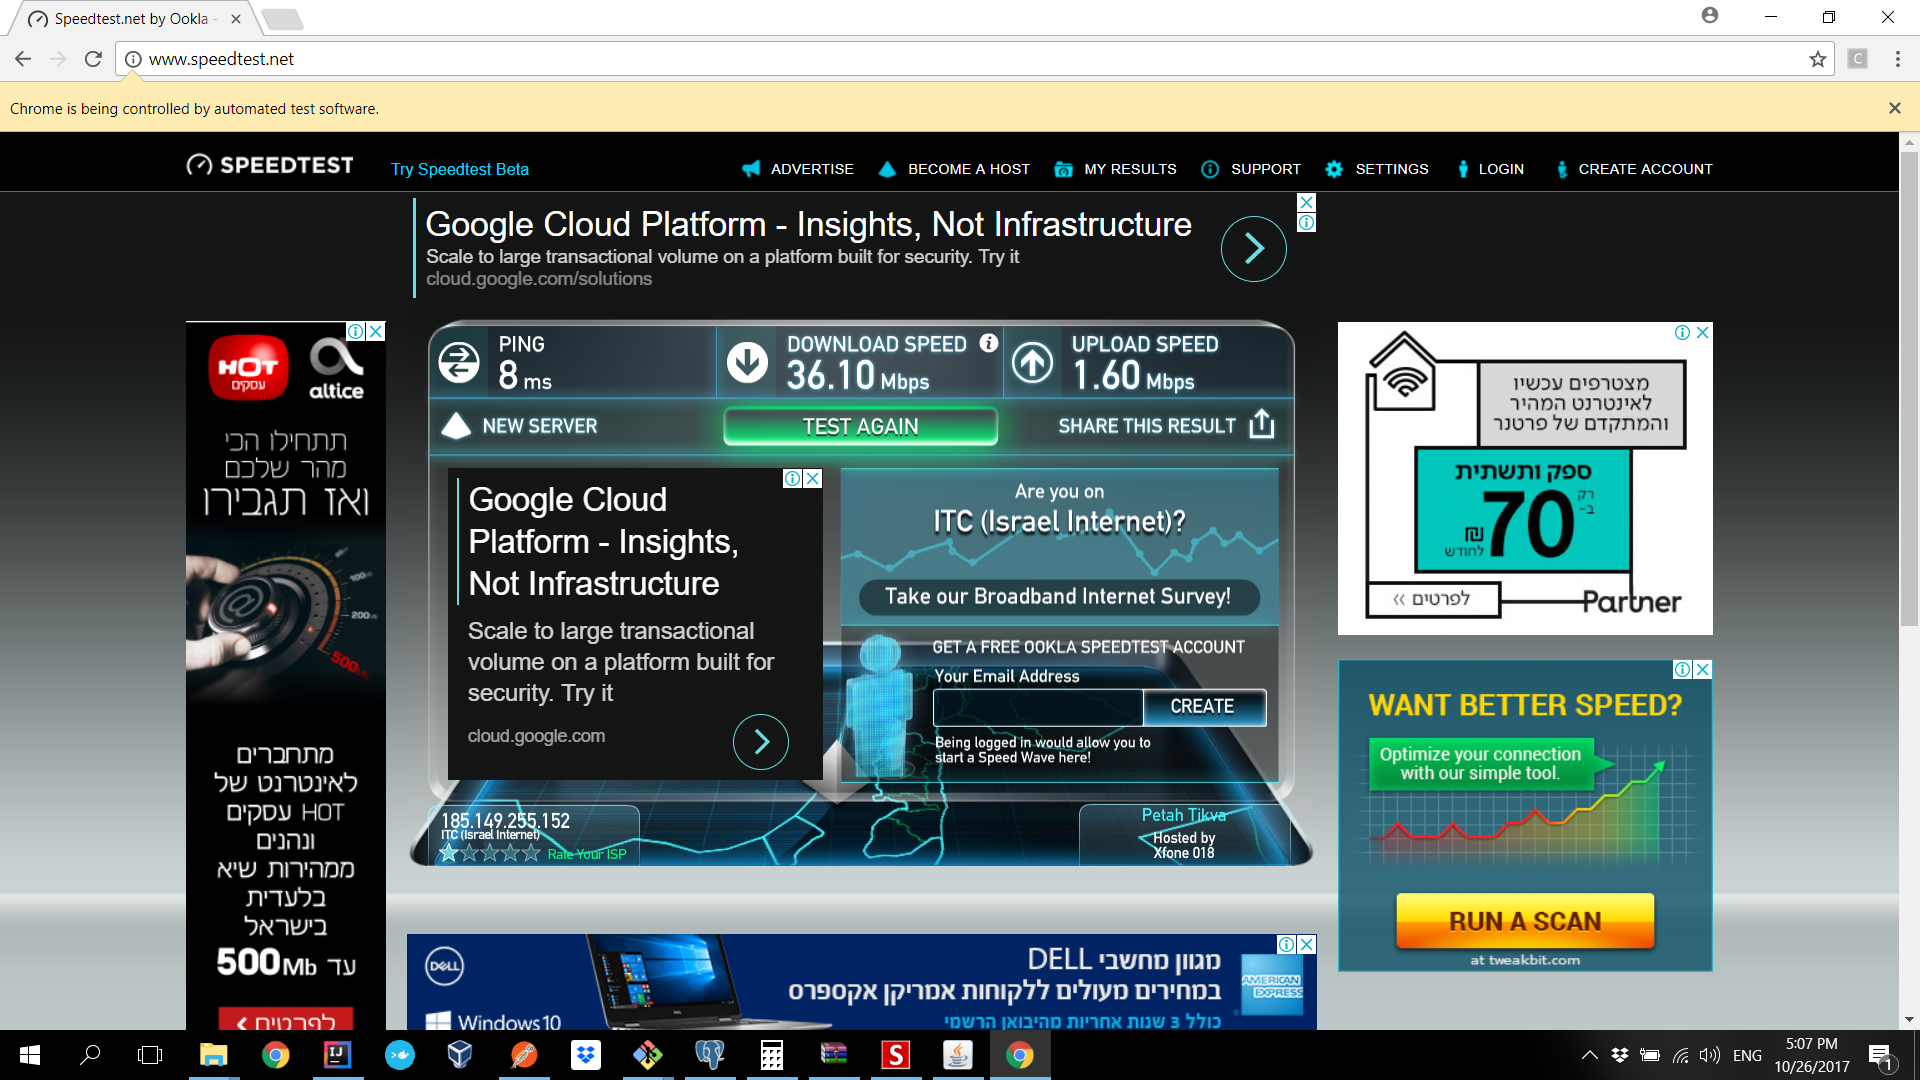 Speedtest.net by Ookla -
www.speedtest.net
C
Chrome is being controlled by automated test software.
SPEEDTEST
Try Speedtest Beta
ADVERTISE
BECOME A HOST
MY RESULTS
SUPPORT
SETTINGS
LOGIN
CREATE ACCOUNT
Google Cloud Platform - Insights, Not Infrastructure
Scale to large transactional volume on a platform built for security. Try it
cloud.google.com/solutions
HOT
עסקים
altice
תתחילו הכי
מהר שלכם
ואז תגבירו
100
200
500
מתחברים
לאינטרנט של
HOT עסקים
ונהנים
ממהירות שיא
בלעדית
בישראל
עד 500Mb
לפרטים
PING
8 ms
DOWNLOAD SPEED
36.10 Mbps
UPLOAD SPEED
1.60 Mbps
NEW SERVER
TEST AGAIN
SHARE THIS RESULT
Google Cloud
Platform - Insights,
Not Infrastructure
Scale to large transactional
volume on a platform built for
security. Try it
cloud.google.com
Are you on
ITC (Israel Internet)?
Take our Broadband Internet Survey!
GET A FREE OOKLA SPEEDTEST ACCOUNT
Your Email Address
CREATE
Being logged in would allow you to
start a Speed Wave here!
185.149.255.152
ITC (Israel Internet)
Rate Your ISP
Petah Tikva
Hosted by
Xfone 018
מצטרפים עכשיו
לאינטרנט המהיר
והמתקדם של פרטנר
ספק ותשתית
רק
ב-
70 ₪
לחודש
לפרטים >>
Partner
WANT BETTER SPEED?
Optimize your connection
with our simple tool.
RUN A SCAN
at tweakbit.com
DELL
Windows 10
מגוון מחשבי DELL
במחירים מעולים ללקוחות אמריקן אקספרס
כולל 3 שנות אחריות מהיבואן הרשמי
AMERICAN
EXPRESS
IJ
S
ENG
5:07 PM
10/26/2017
1